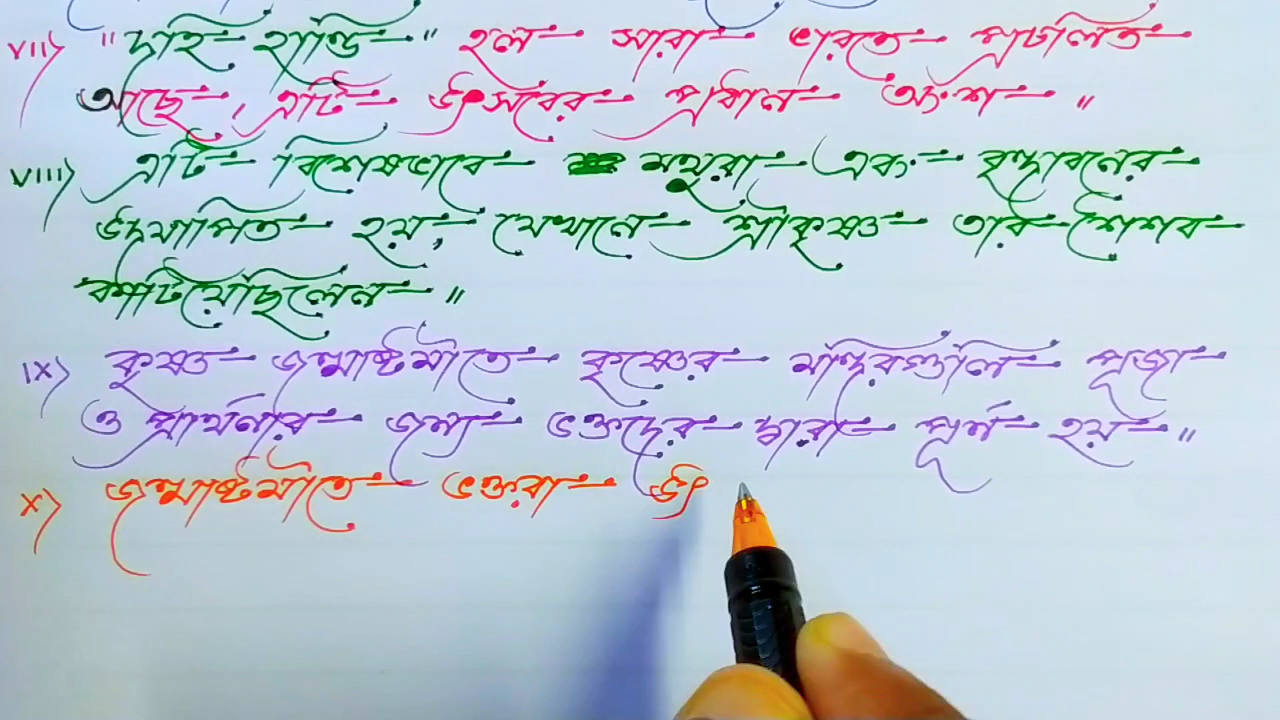 vii) "দাহি হান্ডি" হল সারা ভারতে প্রচলিত
আছে, এটি উৎসবের প্রধান অংশ॥
viii) এটি বিশেষভাবে মথুরা এবং বৃন্দাবনের
উদযাপিত হয়, যেখানে শ্রীকৃষ্ণ তার শৈশব
কাটিয়েছিলেন॥
ix) কৃষ্ণ জন্মাষ্টমীতে কৃষ্ণের মন্দিরগুলি পূজা
ও প্রার্থনার জন্য ভক্তদের দ্বারা পূর্ণ হয়॥
x) জন্মাষ্টমীতে ভক্তরা উৎ